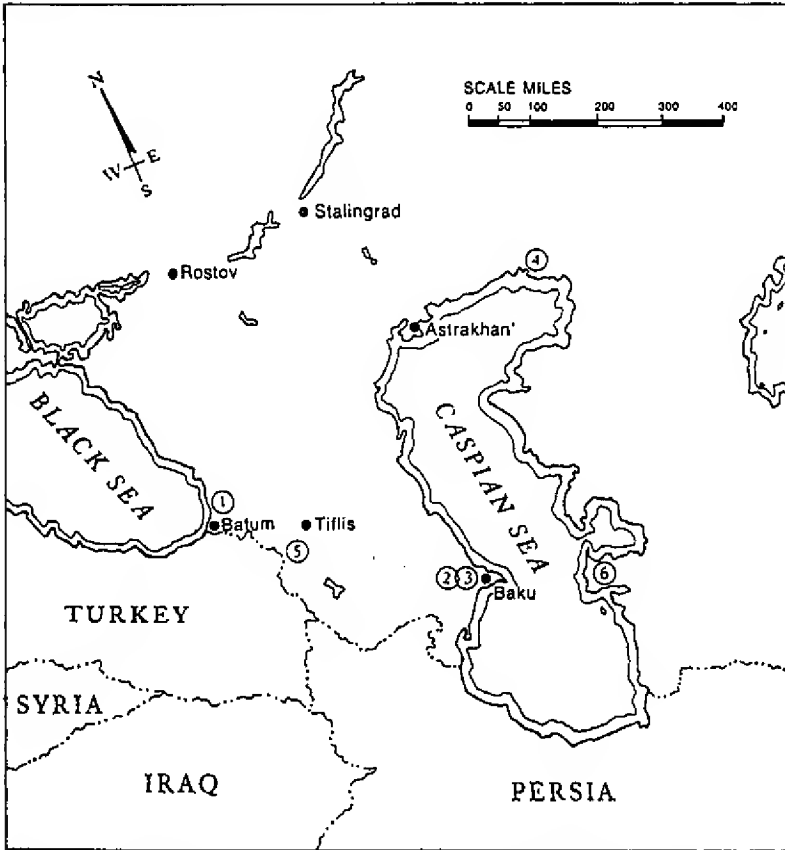 N
W E
S
SCALE MILES
0 50 100 200 300 400
Stalingrad
Rostov
4
Astrakhan'
BLACK SEA
CASPIAN SEA
1
Batum
Tiflis
5
2 3
Baku
6
TURKEY
SYRIA
IRAQ
PERSIA